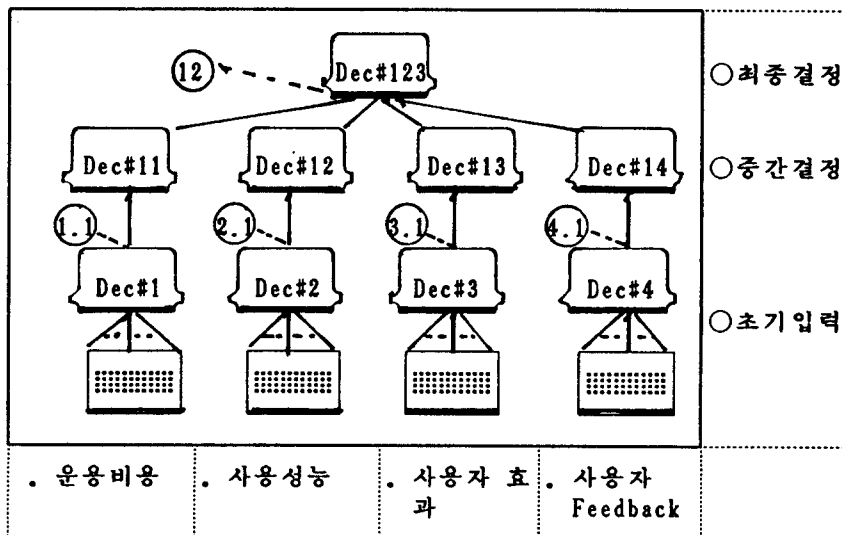 12
Dec#123
○최종결정
Dec#11
Dec#12
Dec#13
Dec#14
○중간결정
1.1
2.1
3.1
4.1
Dec#1
Dec#2
Dec#3
Dec#4
○초기입력
. 운용비용
. 사용성능
. 사용자 효
과
. 사용자
Feedback